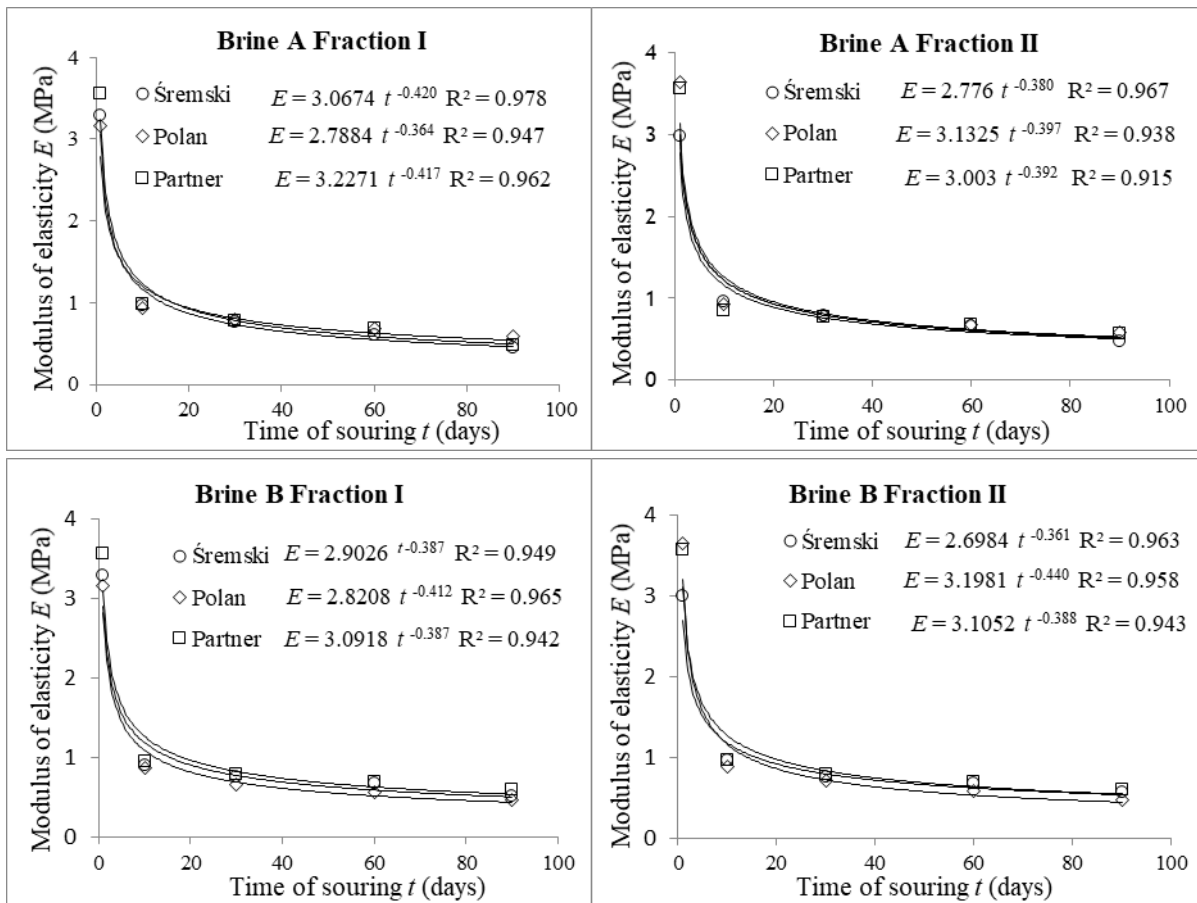 Brine A Fraction I
Modulus of elasticity E (MPa)
4
3
2
1
0
Śremski E = 3.0674 t -0.420 R² = 0.978
Polan E = 2.7884 t -0.364 R² = 0.947
Partner E = 3.2271 t -0.417 R² = 0.962
0 20 40 60 80 100
Time of souring t (days)
Brine A Fraction II
Modulus of elasticity E (MPa)
4
3
2
1
0
Śremski E = 2.776 t -0.380 R² = 0.967
Polan E = 3.1325 t -0.397 R² = 0.938
Partner E = 3.003 t -0.392 R² = 0.915
0 20 40 60 80 100
Time of souring t (days)
Brine B Fraction I
Modulus of elasticity E (MPa)
4
3
2
1
0
Śremski E = 2.9026 t-0.387 R² = 0.949
Polan E = 2.8208 t -0.412 R² = 0.965
Partner E = 3.0918 t -0.387 R² = 0.942
0 20 40 60 80 100
Time of souring t (days)
Brine B Fraction II
Modulus of elasticity E (MPa)
4
3
2
1
0
Śremski E = 2.6984 t -0.361 R² = 0.963
Polan E = 3.1981 t -0.440 R² = 0.958
Partner E = 3.1052 t -0.388 R² = 0.943
0 20 40 60 80 100
Time of souring t (days)